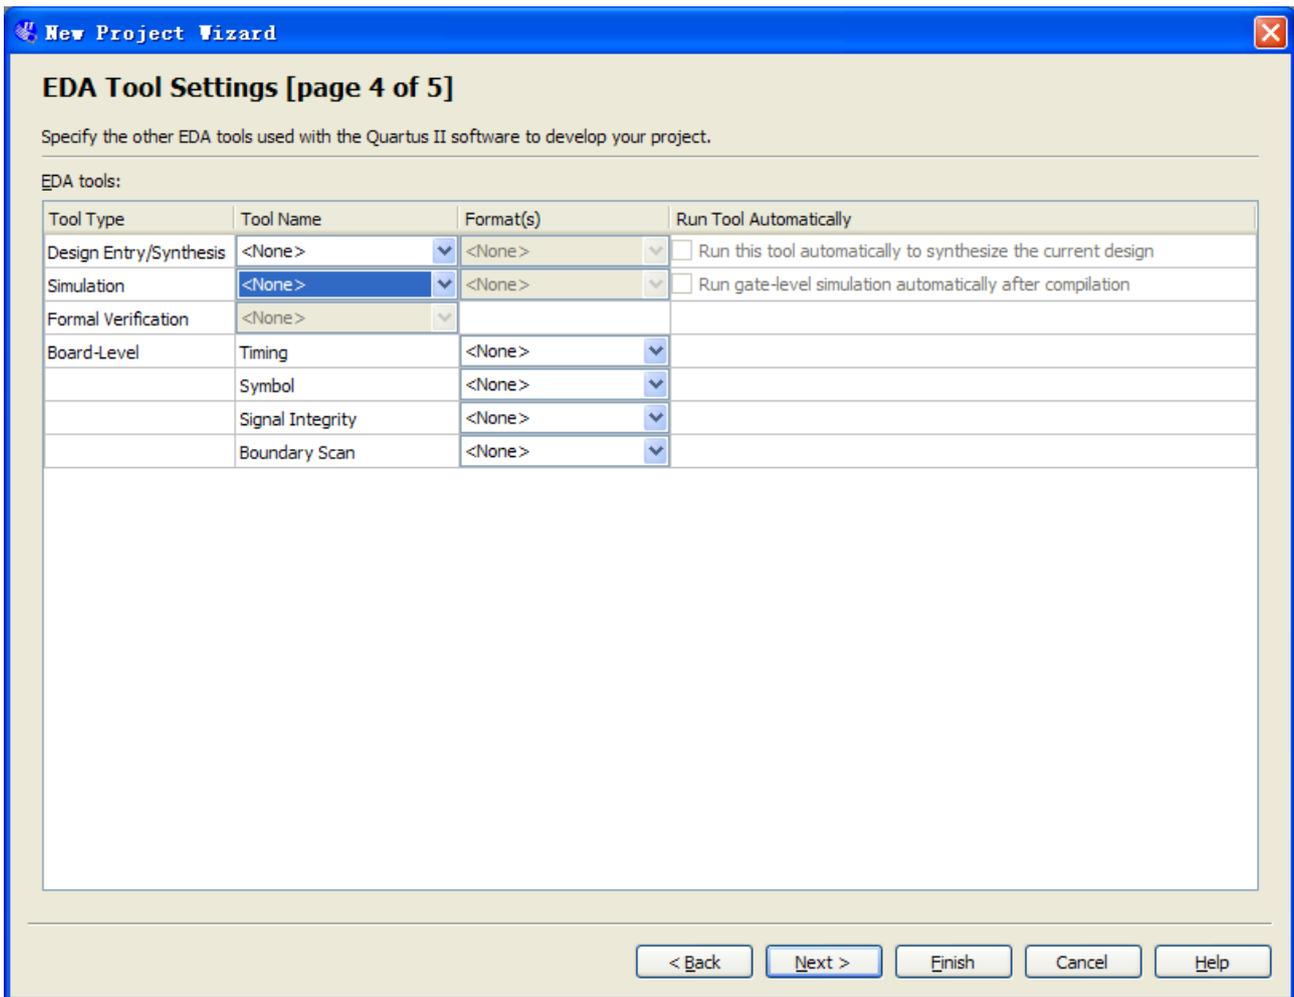 New Project Wizard
EDA Tool Settings [page 4 of 5]
Specify the other EDA tools used with the Quartus II software to develop your project.
EDA tools:
Tool Type Tool Name Format(s) Run Tool Automatically
Design Entry/Synthesis <None> <None> Run this tool automatically to synthesize the current design
Simulation <None> <None> Run gate-level simulation automatically after compilation
Formal Verification <None>
Board-Level Timing <None>
Symbol <None>
Signal Integrity <None>
Boundary Scan <None>
< Back Next > Finish Cancel Help